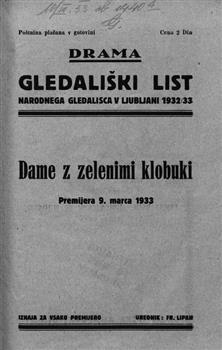 Poštnina plačana v gotovini Cena 2 Din
DRAMA
GLEDALIŠKI LIST
NARODNEGA GLEDALIŠČA V LJUBLJANI 1932/33
Dame z zelenimi klobuki
Premijera 9. marca 1933
IZHAJA ZA VSAKO PREMIJERO UREDNIK: FR. LIPAH